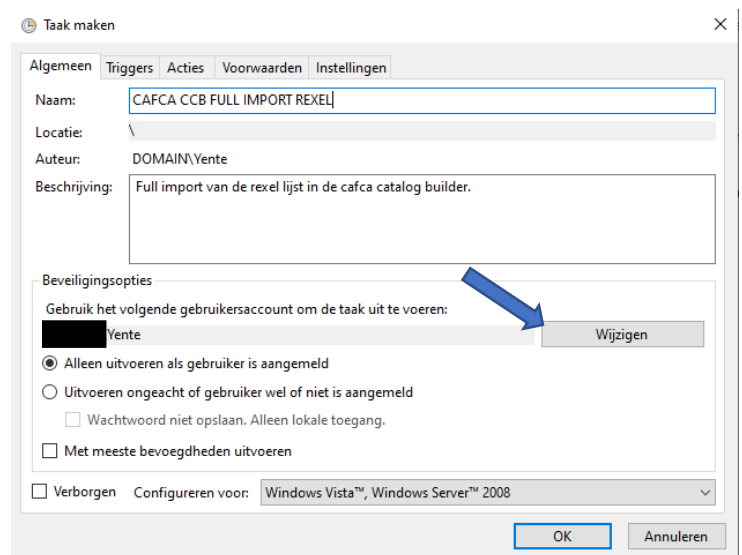 Taak maken
Algemeen Triggers Acties Voorwaarden Instellingen
Naam: CAFCA CCB FULL IMPORT REXEL
Locatie: \
Auteur: DOMAIN\Yente
Beschrijving: Full import van de rexel lijst in de cafca catalog builder.
Beveiligingsopties
Gebruik het volgende gebruikersaccount om de taak uit te voeren:
Yente Wijzigen
Alleen uitvoeren als gebruiker is aangemeld
Uitvoeren ongeacht of gebruiker wel of niet is aangemeld
Wachtwoord niet opslaan. Alleen lokale toegang.
Met meeste bevoegdheden uitvoeren
Verborgen Configureren voor: Windows Vista™, Windows Server™ 2008
OK Annuleren